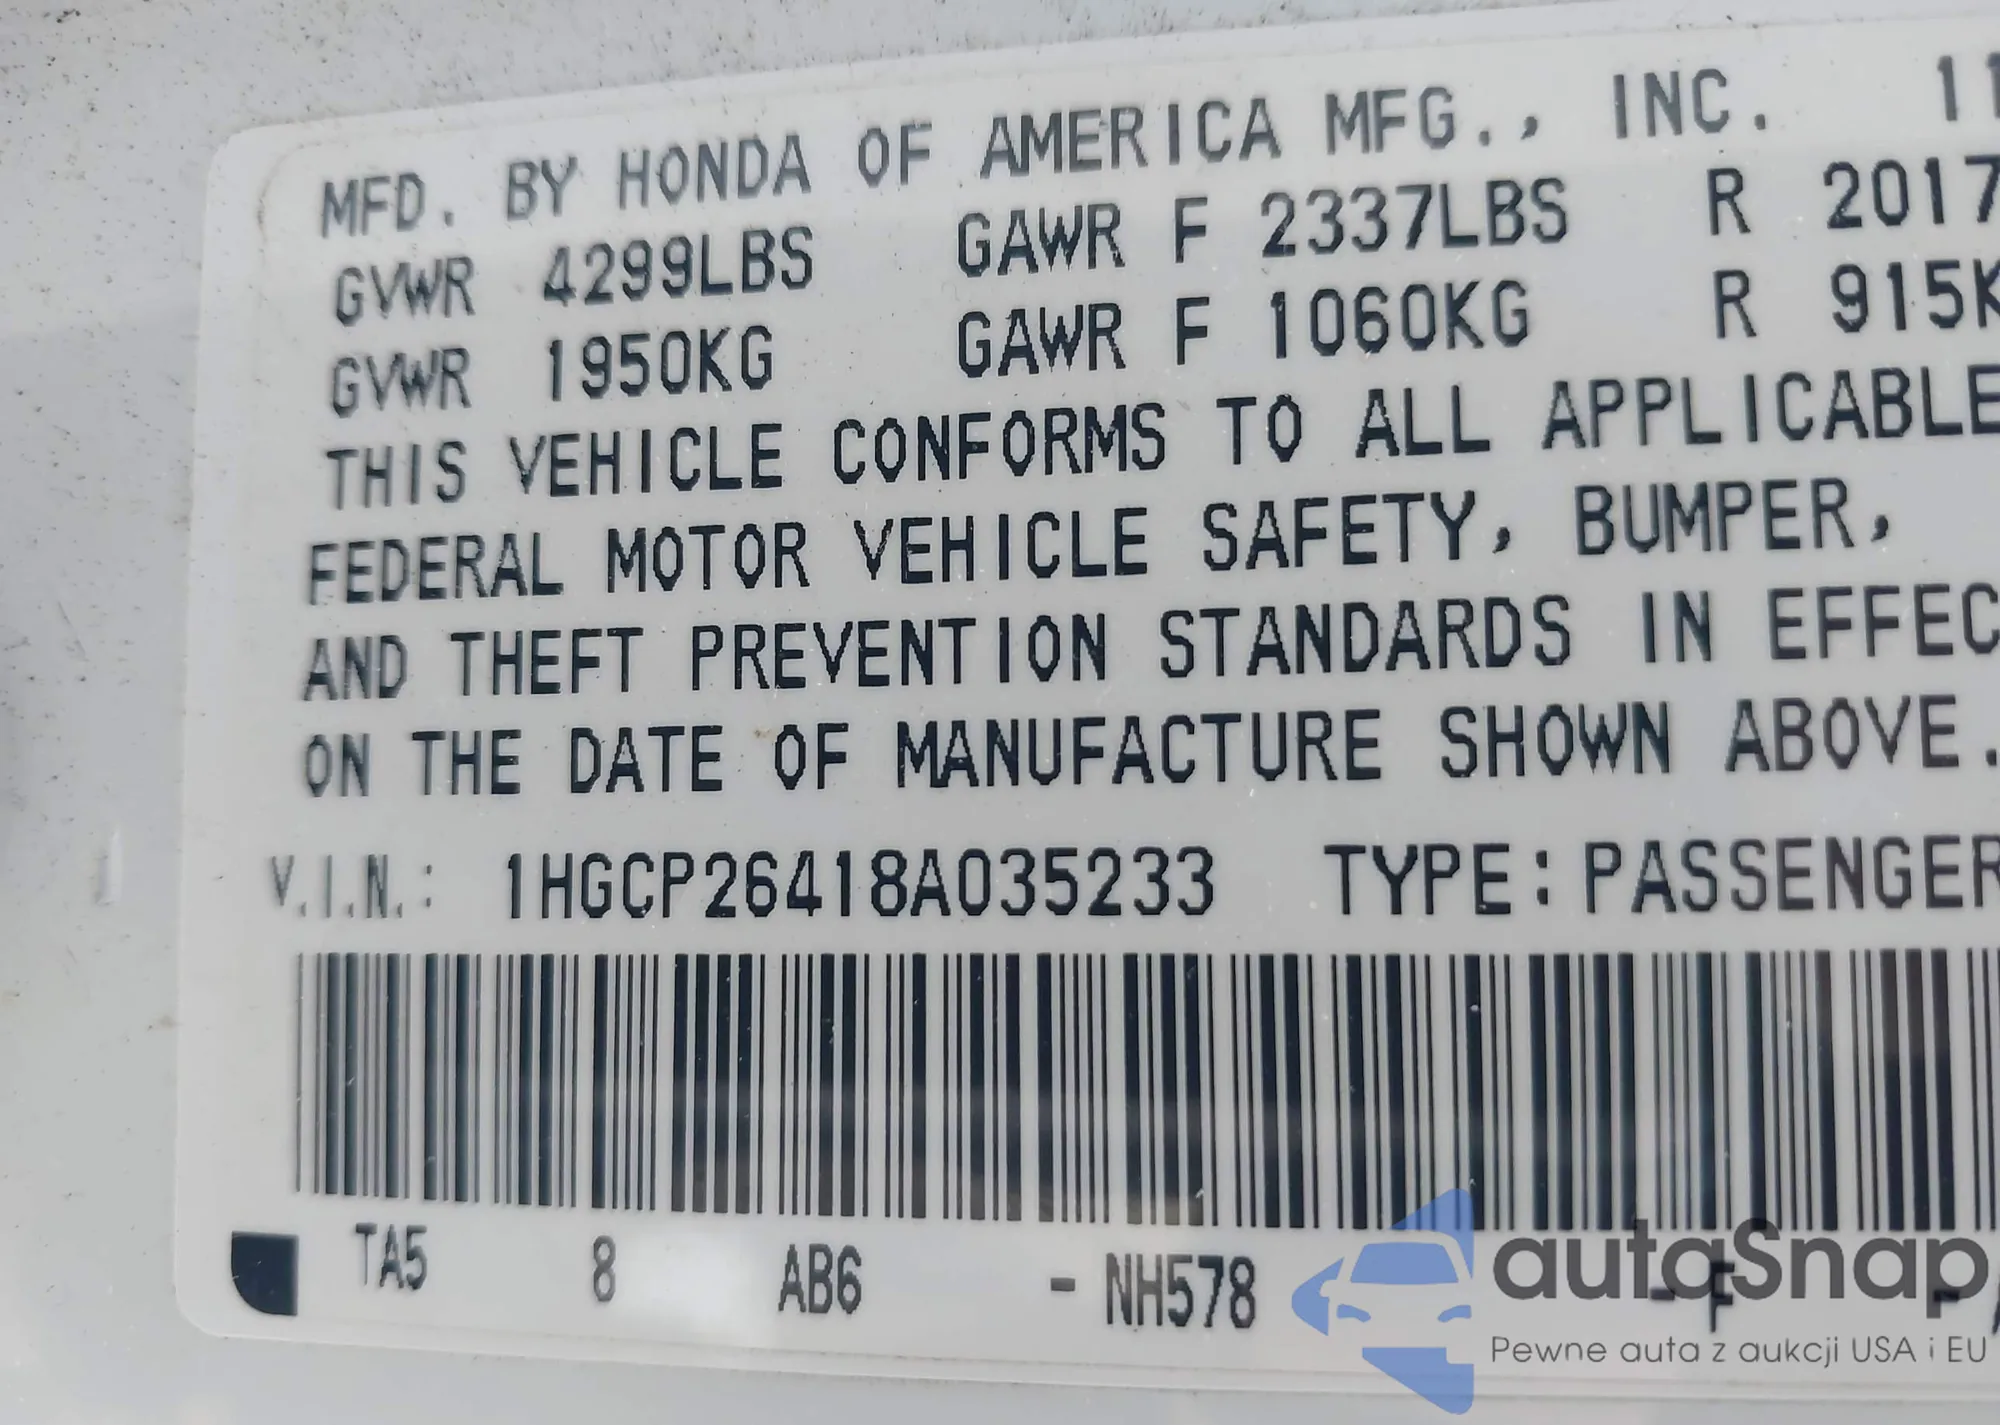 MFD. BY HONDA OF AMERICA MFG., INC. 11
GVWR 4299LBS GAWR F 2337LBS R 2017
GVWR 1950KG GAWR F 1060KG R 915K
THIS VEHICLE CONFORMS TO ALL APPLICABLE
FEDERAL MOTOR VEHICLE SAFETY, BUMPER,
AND THEFT PREVENTION STANDARDS IN EFFEC
ON THE DATE OF MANUFACTURE SHOWN ABOVE.
V.I.N.: 1HGCP26418A035233 TYPE:PASSENGER
TA5 8 AB6 - NH578 - F
autoSnap
Pewne auta z aukcji USA i EU